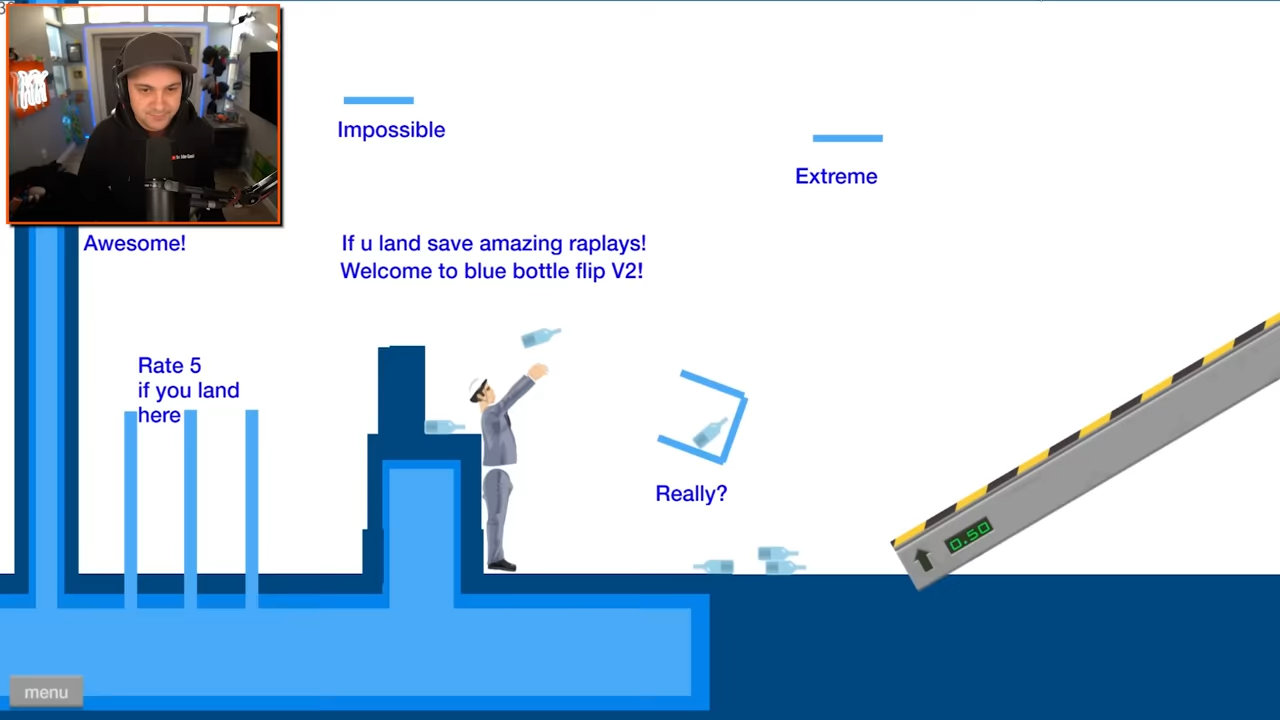 Impossible
Extreme
Awesome!
If u land save amazing raplays!
Welcome to blue bottle flip V2!
Rate 5
if you land
here
Really?
0.50
menu